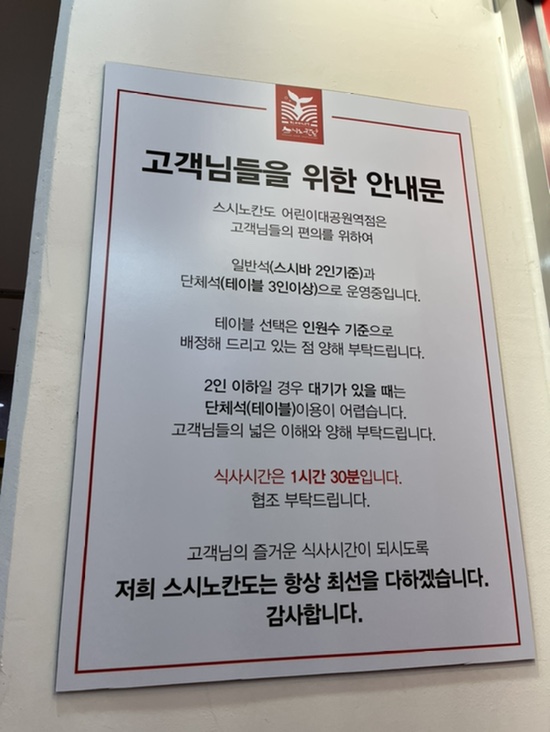 스시노칸도
고객님들을 위한 안내문
스시노칸도 어린이대공원역점은
고객님들의 편의를 위하여
일반석(스시바 2인기준)과
단체석(테이블 3인이상)으로 운영중입니다.
테이블 선택은 인원수 기준으로
배정해 드리고 있는 점 양해 부탁드립니다.
2인 이하일 경우 대기가 있을 때는
단체석(테이블)이용이 어렵습니다.
고객님들의 넓은 이해와 양해 부탁드립니다.
식사시간은 1시간 30분입니다.
협조 부탁드립니다.
고객님의 즐거운 식사시간이 되시도록
저희 스시노칸도는 항상 최선을 다하겠습니다.
감사합니다.